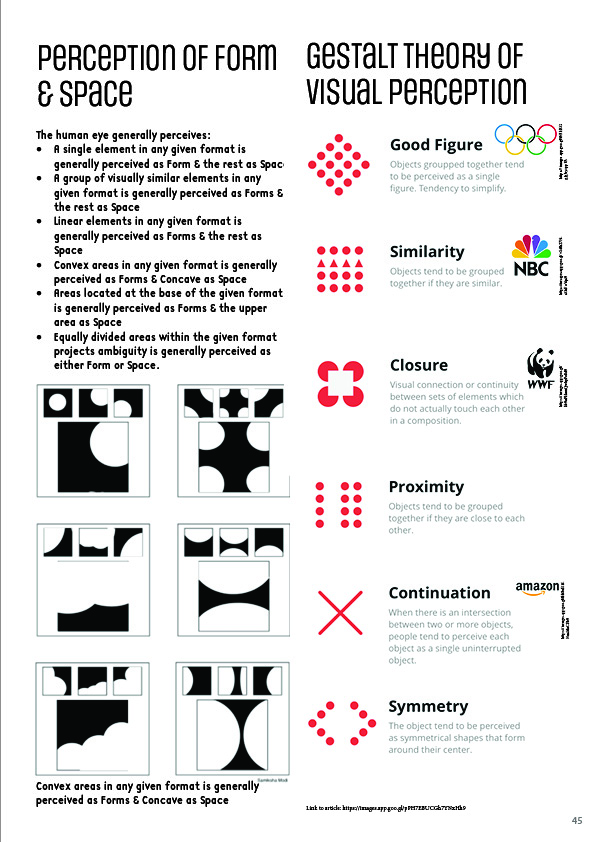 Perception of Form
& Space
The human eye generally perceives:
• A single element in any given format is
generally perceived as Form & the rest as Spac
• A group of visually similar elements in any
given format is generally perceived as Forms &
the rest as Space
• Linear elements in any given format is
generally perceived as Forms & the rest as
Space
• Convex areas in any given format is generally
perceived as Forms & Concave as Space
• Areas located at the base of the given format
is generally perceived as Forms & the upper
area as Space
• Equally divided areas within the given format
projects ambiguity is generally perceived as
either Form or Space.
Convex areas in any given format is generally
perceived as Forms & Concave as Space
Gestalt Theory of
Visual Perception
Good Figure
Objects groupped together tend
to be perceived as a single
figure. Tendency to simplify.
Similarity
Objects tend to be grouped
together if they are similar.
NBC
Closure
Visual connection or continuity
between sets of elements which
do not actually touch each other
in a composition.
WWF
Proximity
Objects tend to be grouped
together if they are close to each
other.
Continuation
When there is an intersection
between two or more objects,
people tend to perceive each
object as a single uninterrupted
object.
amazon
Symmetry
The object tend to be perceived
as symmetrical shapes that form
around their center.
Link to article:
45